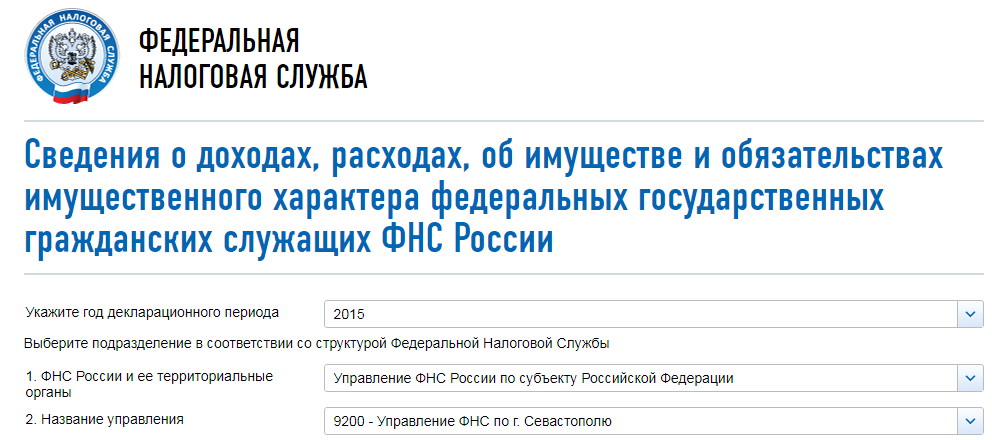 ФЕДЕРАЛЬНАЯ НАЛОГОВАЯ СЛУЖБА
ФЕДЕРАЛЬНАЯ
НАЛОГОВАЯ СЛУЖБА
Сведения о доходах, расходах, об имуществе и обязательствах
имущественного характера федеральных государственных
гражданских служащих ФНС России
Укажите год декларационного периода
2015
Выберите подразделение в соответствии со структурой Федеральной Налоговой Службы
1. ФНС России и ее территориальные
органы
Управление ФНС России по субъекту Российской Федерации
2. Название управления
9200 - Управление ФНС по г. Севастополю